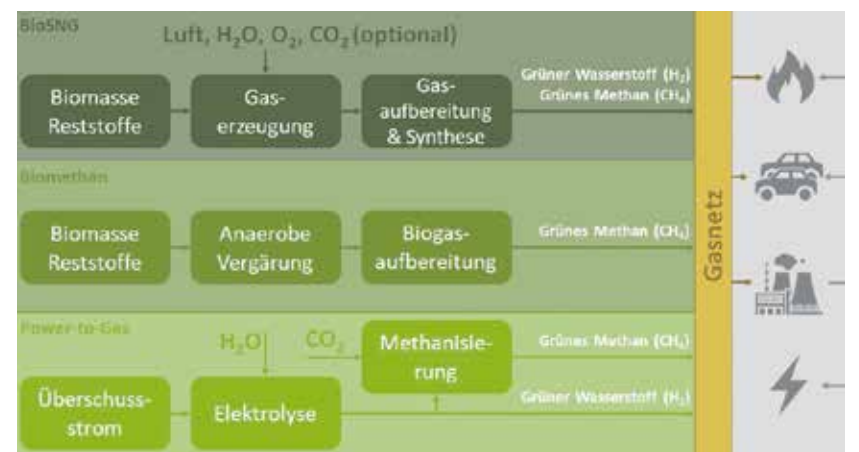 BioSNG
Luft, H₂O, O₂, CO₂ (optional)
Biomasse
Reststoffe
Gas-
erzeugung
Gas-
aufbereitung
& Synthese
Grüner Wasserstoff (H₂)
Grünes Methan (CH₄)
Biomethan
Biomasse
Reststoffe
Anaerobe
Vergärung
Biogas-
aufbereitung
Grünes Methan (CH₄)
Power-to-Gas
H₂O
CO₂
Methanisie-
rung
Grünes Methan (CH₄)
Überschuss-
strom
Elektrolyse
Grüner Wasserstoff (H₂)
Gasnetz